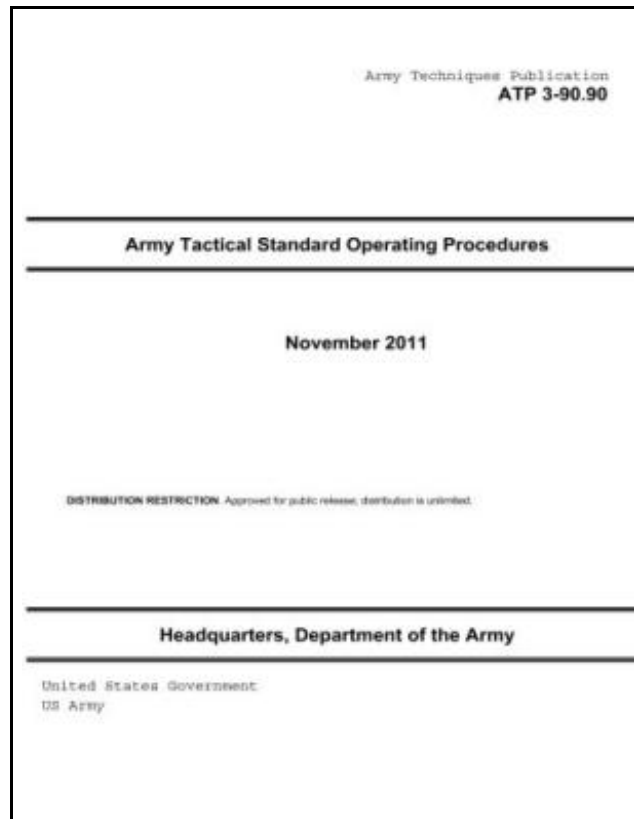 Army Techniques Publication
ATP 3-90.90
Army Tactical Standard Operating Procedures
November 2011
DISTRIBUTION RESTRICTION. Approved for public release; distribution is unlimited.
Headquarters, Department of the Army
United States Government
US Army